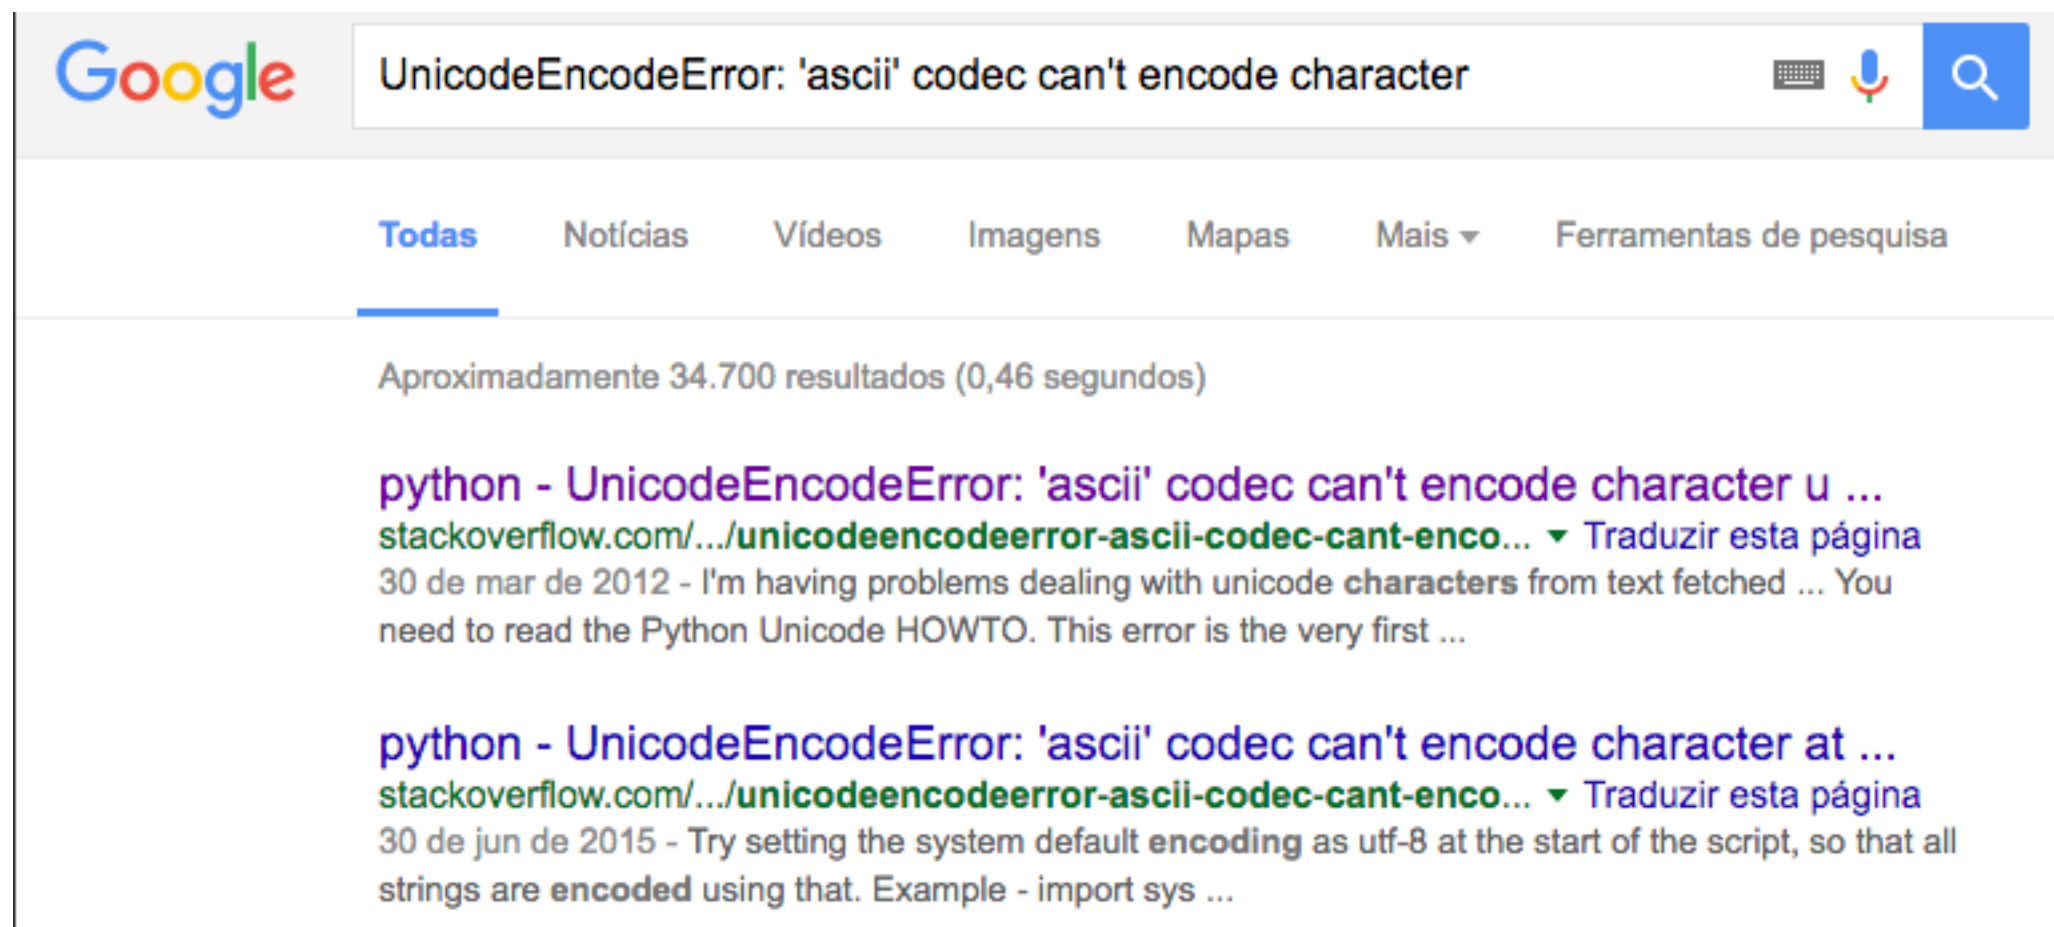 Google
UnicodeEncodeError: 'ascii' codec can't encode character
Todas Notícias Vídeos Imagens Mapas Mais Ferramentas de pesquisa
Aproximadamente 34.700 resultados (0,46 segundos)
python - UnicodeEncodeError: 'ascii' codec can't encode character u ...
stackoverflow.com/.../unicodeencodeerror-ascii-codec-cant-enco... Traduzir esta página
30 de mar de 2012 - I'm having problems dealing with unicode characters from text fetched ... You
need to read the Python Unicode HOWTO. This error is the very first ...
python - UnicodeEncodeError: 'ascii' codec can't encode character at ...
stackoverflow.com/.../unicodeencodeerror-ascii-codec-cant-enco... Traduzir esta página
30 de jun de 2015 - Try setting the system default encoding as utf-8 at the start of the script, so that all
strings are encoded using that. Example - import sys ...